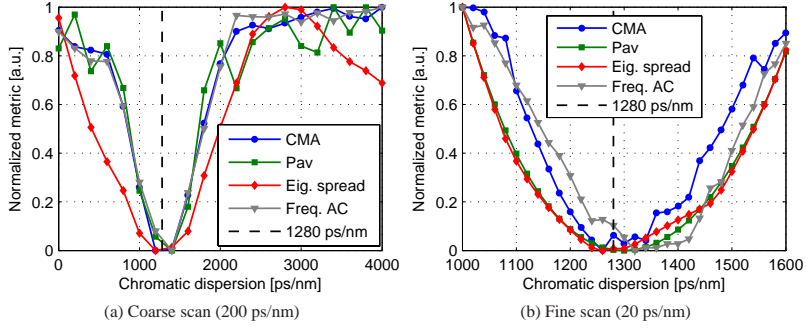 Normalized metric [a.u.]
1
0.8
0.6
0.4
0.2
0
0 1000 2000 3000 4000
Chromatic dispersion [ps/nm]
CMA
Pav
Eig. spread
Freq. AC
1280 ps/nm
(a) Coarse scan (200 ps/nm)
Normalized metric [a.u.]
1
0.8
0.6
0.4
0.2
0
1000 1100 1200 1300 1400 1500 1600
Chromatic dispersion [ps/nm]
CMA
Pav
Eig. spread
Freq. AC
1280 ps/nm
(b) Fine scan (20 ps/nm)